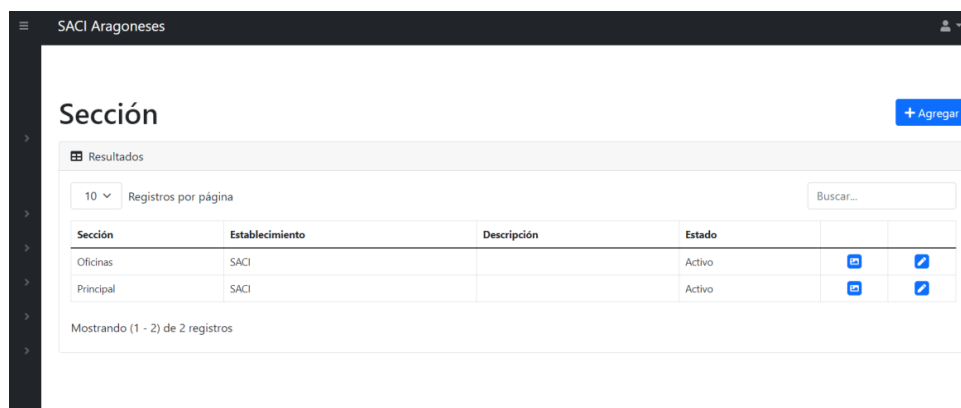 SACI Aragoneses
Sección
Agregar
Resultados
10 Registros por página
Buscar...
Sección Establecimiento Descripción Estado
Oficinas SACI Activo
Principal SACI Activo
Mostrando (1 - 2) de 2 registros